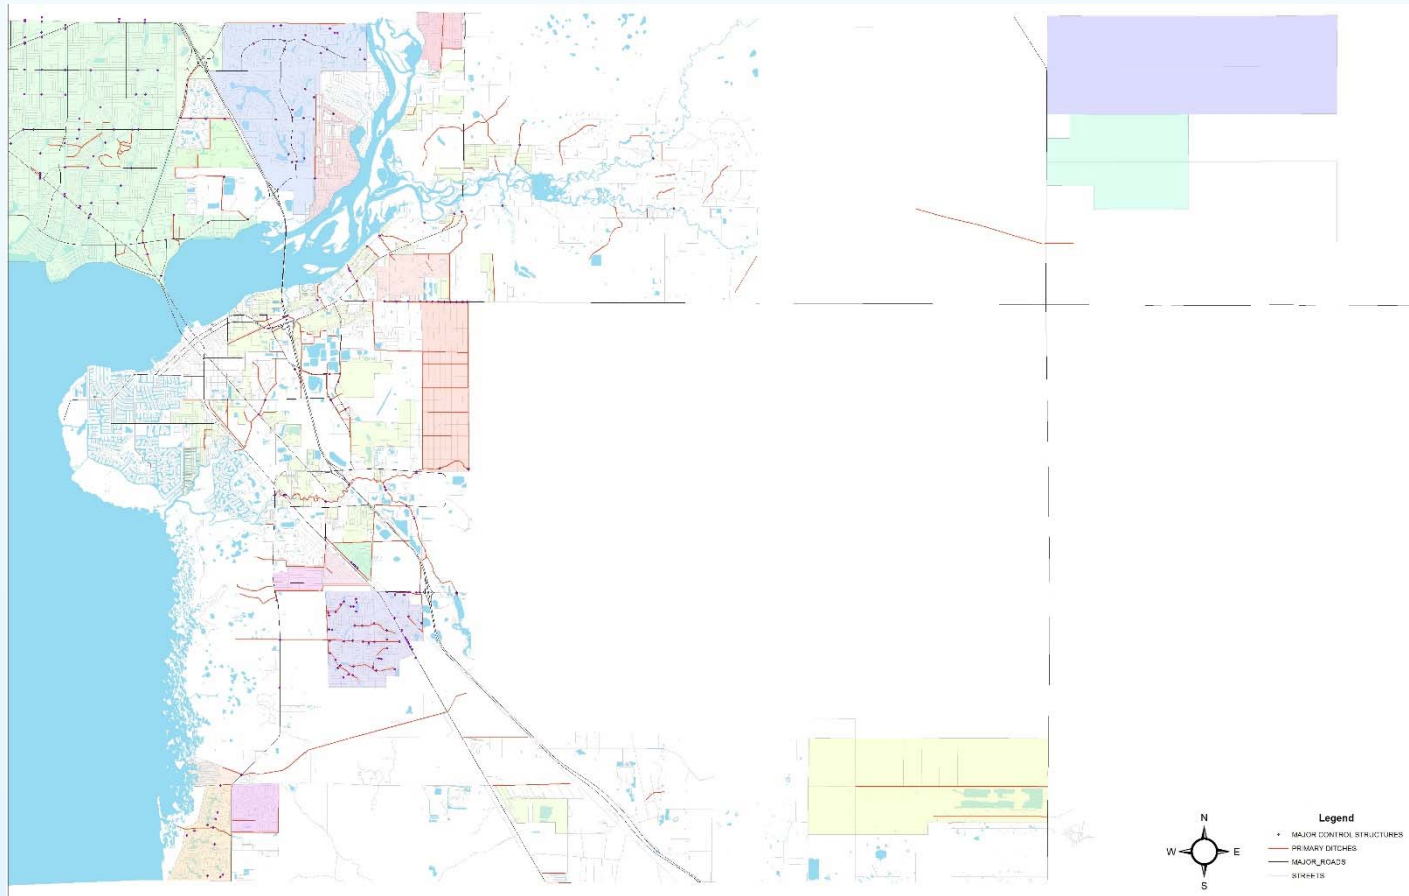 N
W E
S
Legend
MAJOR CONTROL STRUCTURES
PRIMARY DITCHES
MAJOR_ROADS
STREETS